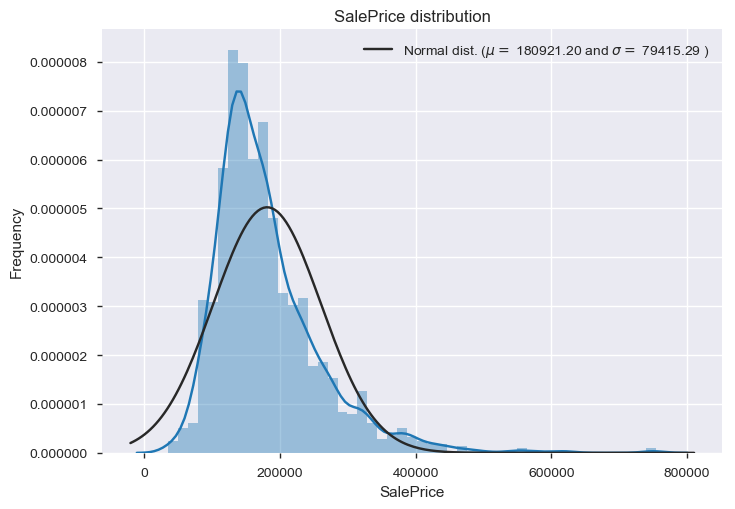 SalePrice distribution
Normal dist. (μ = 180921.20 and σ = 79415.29 )
0.000008
0.000007
0.000006
0.000005
0.000004
0.000003
0.000002
0.000001
0.000000
Frequency
0 200000 400000 600000 800000
SalePrice